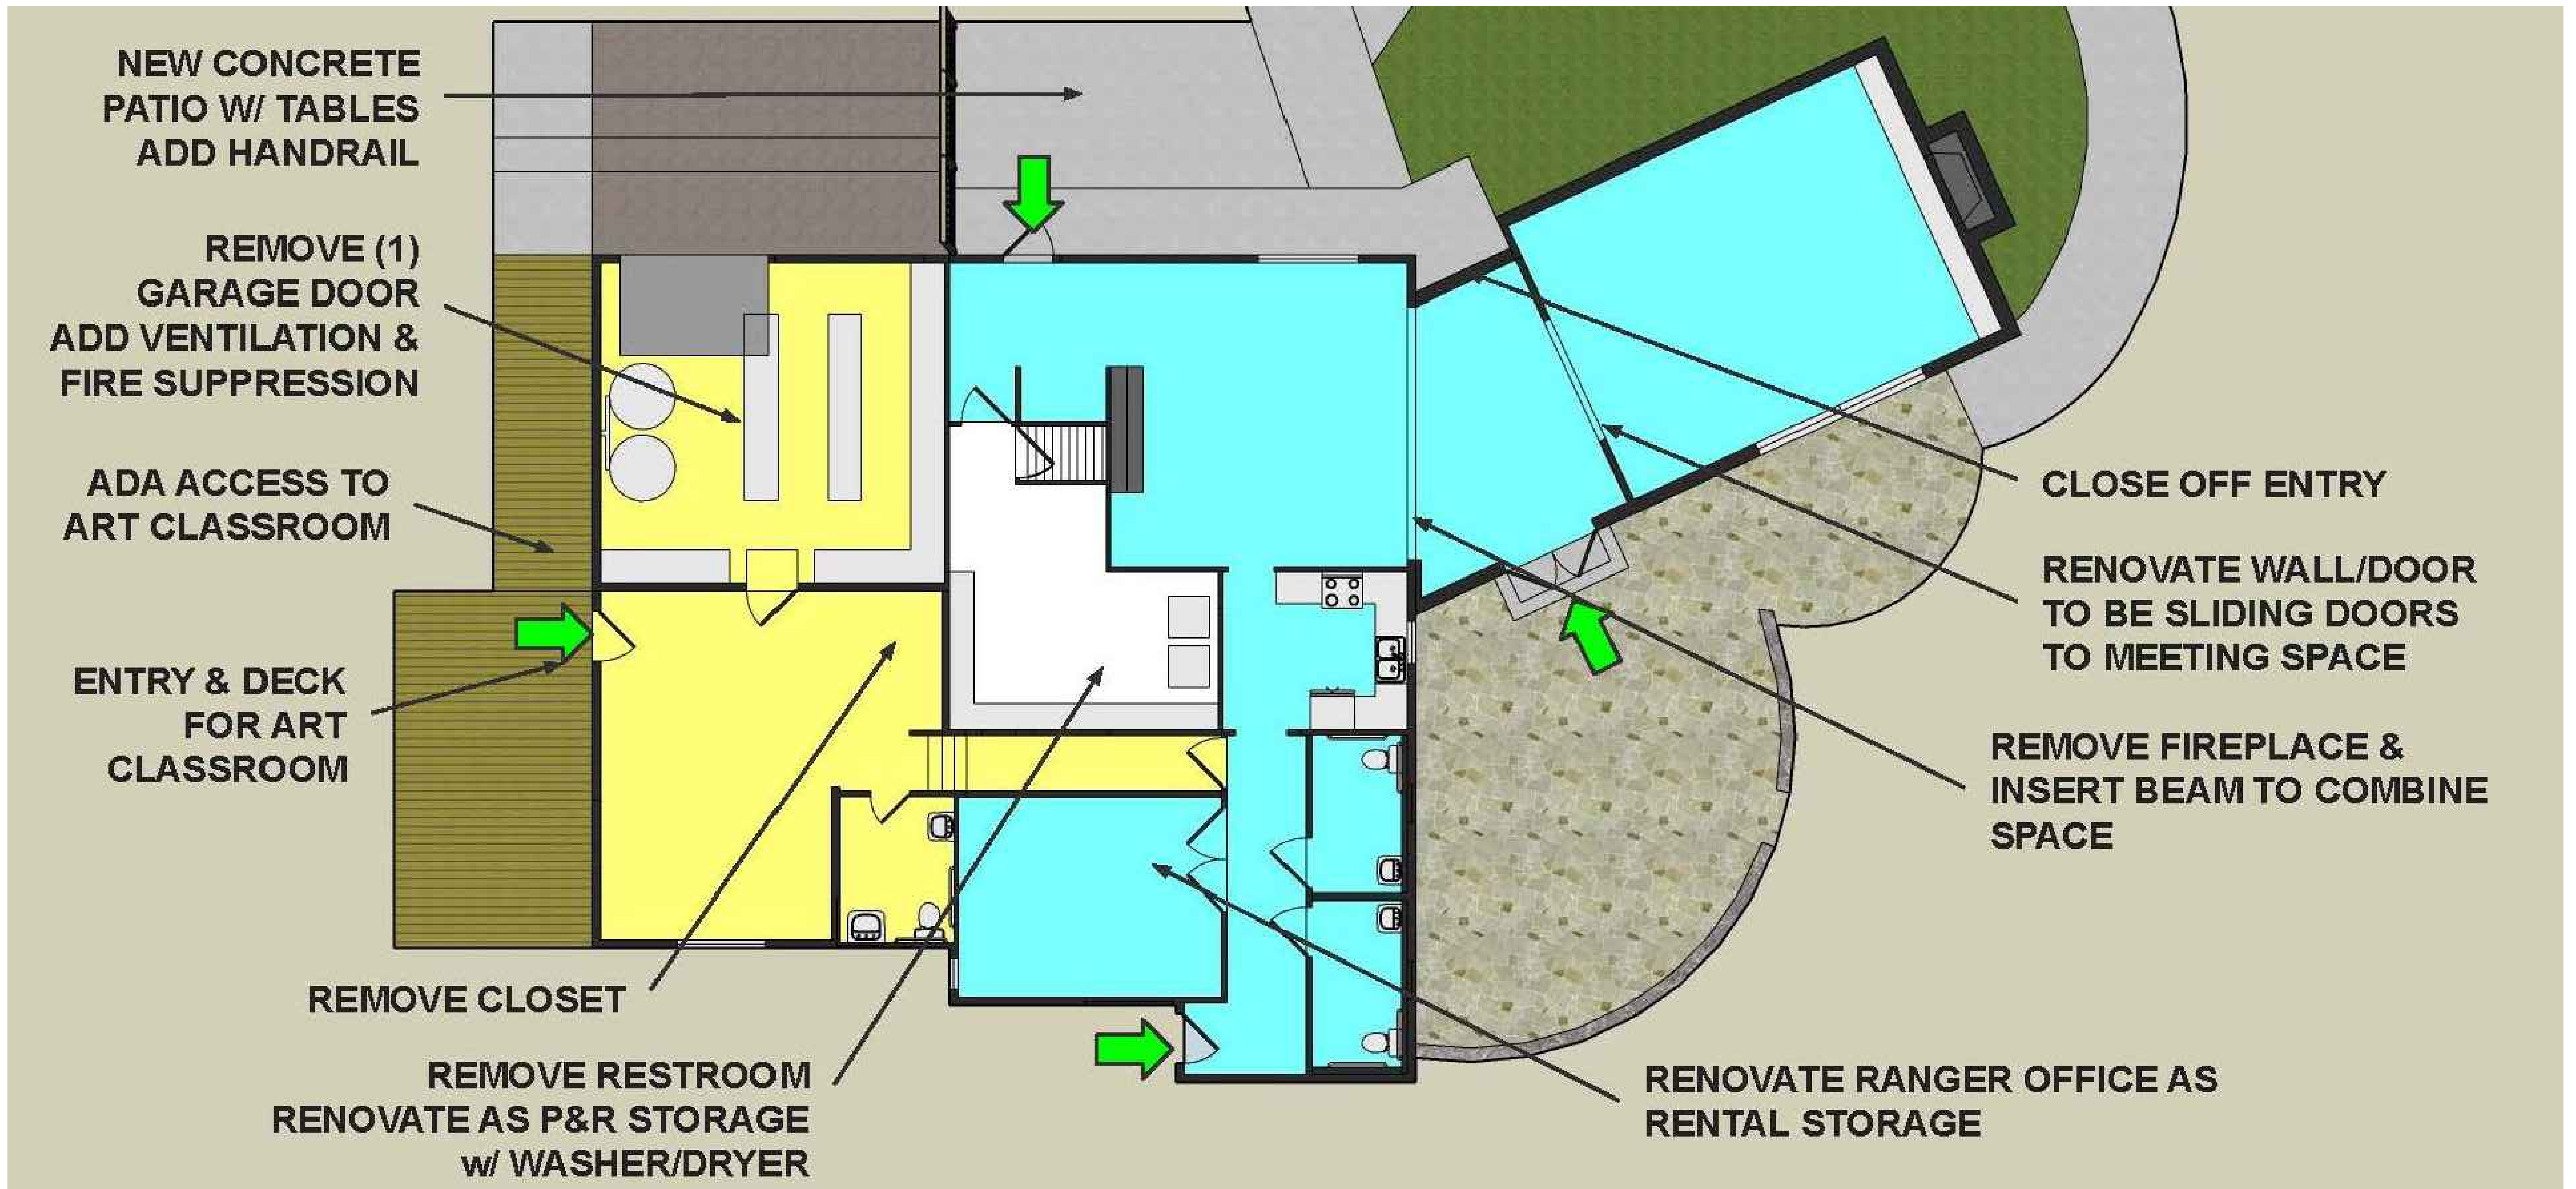 NEW CONCRETE
PATIO W/ TABLES
ADD HANDRAIL
REMOVE (1)
GARAGE DOOR
ADD VENTILATION &
FIRE SUPPRESSION
ADA ACCESS TO
ART CLASSROOM
ENTRY & DECK
FOR ART
CLASSROOM
REMOVE CLOSET
REMOVE RESTROOM
RENOVATE AS P&R STORAGE
w/ WASHER/DRYER
CLOSE OFF ENTRY
RENOVATE WALL/DOOR
TO BE SLIDING DOORS
TO MEETING SPACE
REMOVE FIREPLACE &
INSERT BEAM TO COMBINE
SPACE
RENOVATE RANGER OFFICE AS
RENTAL STORAGE